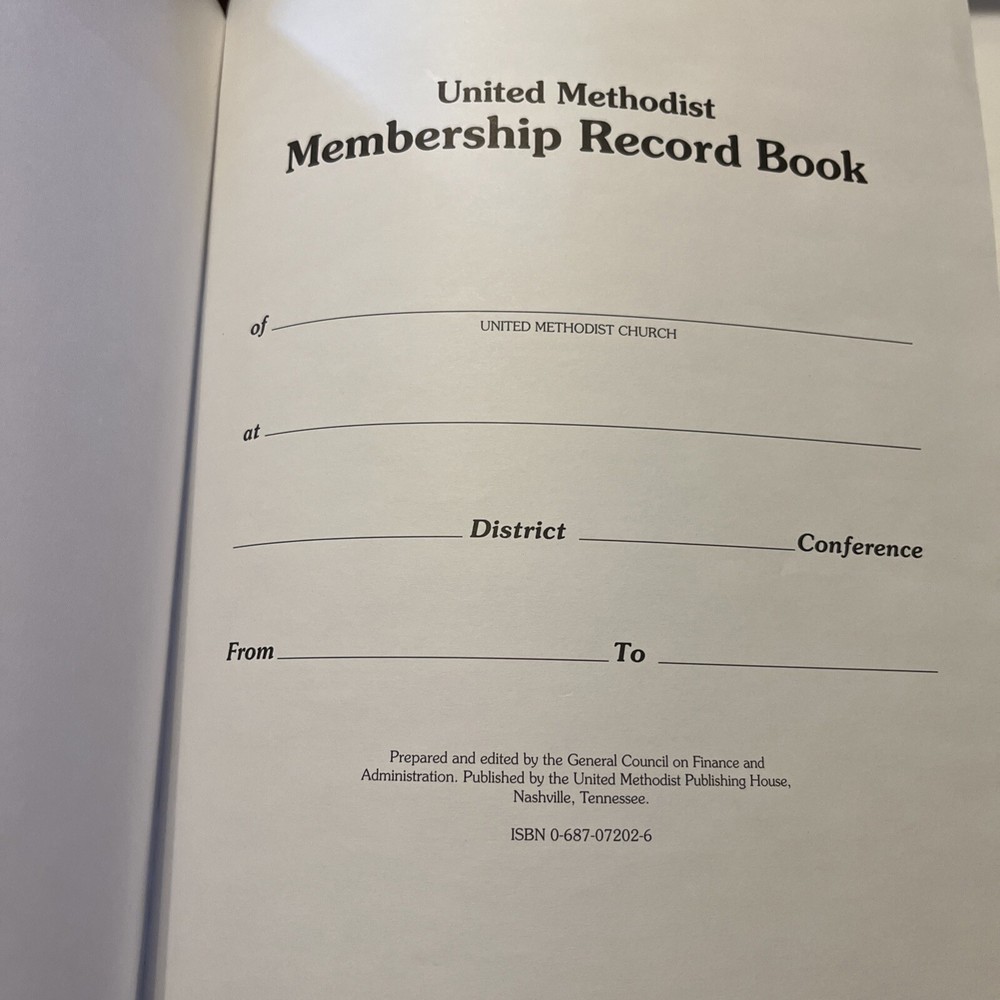 United Methodist
Membership Record Book
of
UNITED METHODIST CHURCH
at
District Conference
From To
Prepared and edited by the General Council on Finance and
Administration. Published by the United Methodist Publishing House,
Nashville, Tennessee.
ISBN 0-687-07202-6